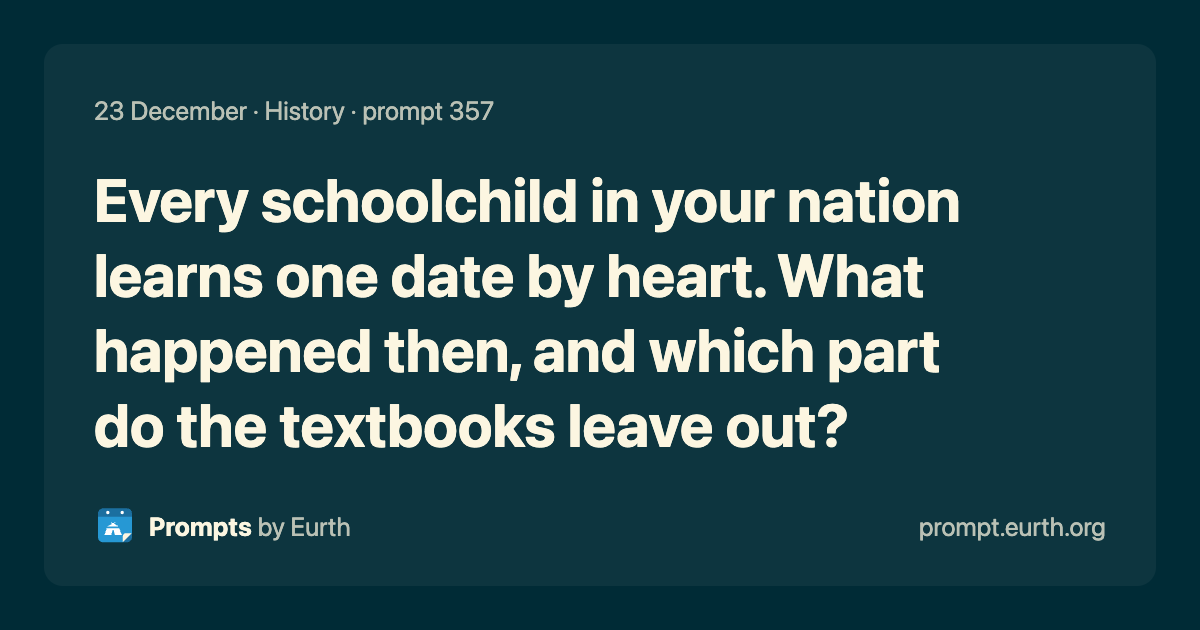 23 December · History · prompt 357
Every schoolchild in your nation
learns one date by heart. What
happened then, and which part
do the textbooks leave out?
Prompts by Eurth
prompt.eurth.org